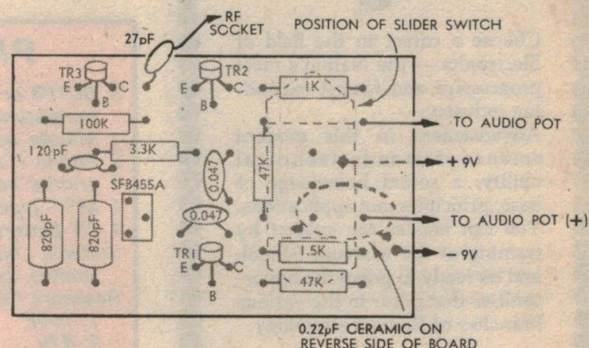 RF
SOCKET
27pF
POSITION OF SLIDER SWITCH
TR3
E
C
B
TR2
E
C
B
1K
100K
TO AUDIO POT
120pF
3.3K
47K
+9V
SFB455A
0.047
0.047
820pF
820pF
TO AUDIO POT (+)
TR1
E
C
B
1.5K
-9V
47K
0.22µF CERAMIC ON
REVERSE SIDE OF BOARD